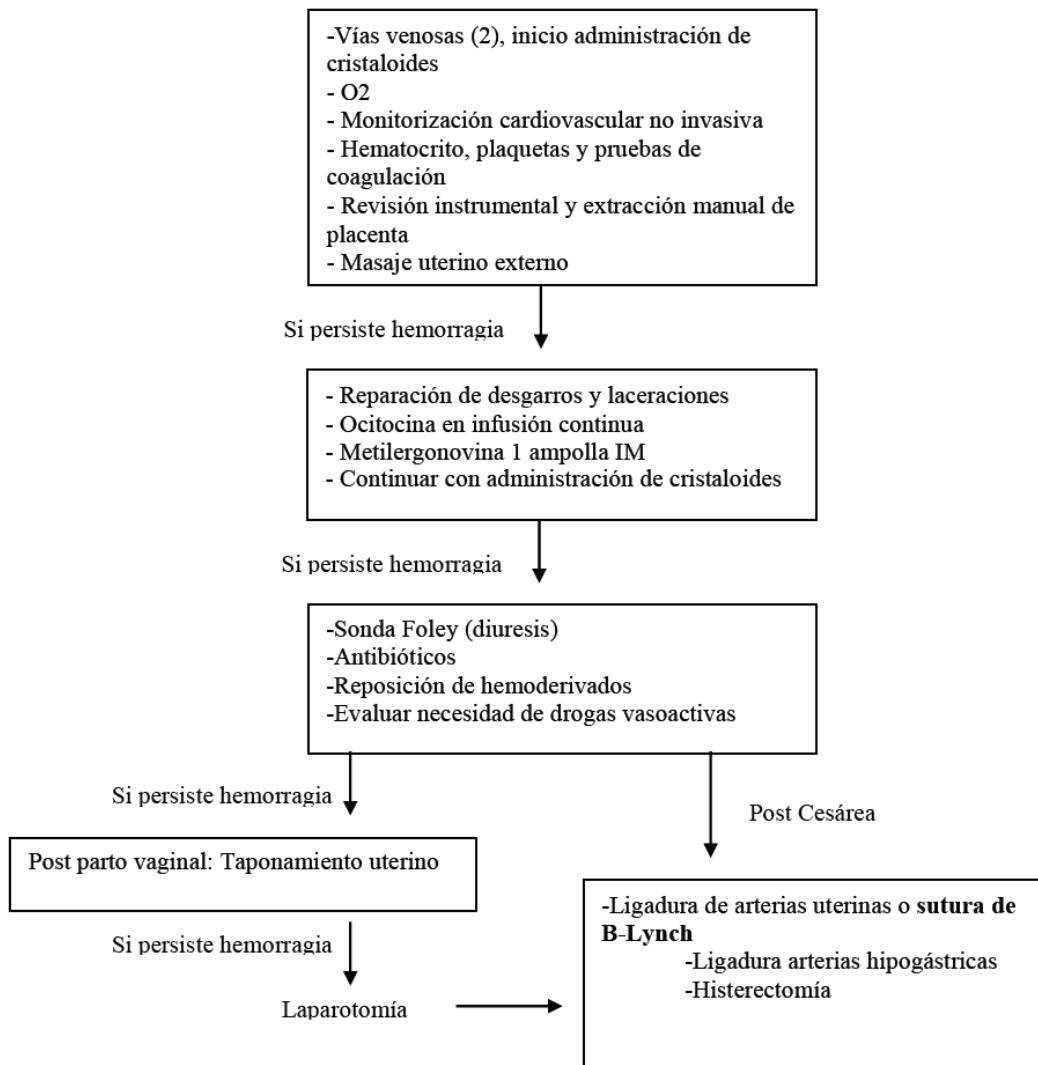 -Vías venosas (2), inicio administración de
cristaloides
- O2
- Monitorización cardiovascular no invasiva
- Hematocrito, plaquetas y pruebas de
coagulación
- Revisión instrumental y extracción manual de
placenta
- Masaje uterino externo
Si persiste hemorragia
- Reparación de desgarros y laceraciones
- Ocitocina en infusión continua
- Metilergonovina 1 ampolla IM
- Continuar con administración de cristaloides
Si persiste hemorragia
-Sonda Foley (diuresis)
-Antibióticos
-Reposición de hemoderivados
-Evaluar necesidad de drogas vasoactivas
Si persiste hemorragia
Post Cesárea
Post parto vaginal: Taponamiento uterino
-Ligadura de arterias uterinas o sutura de
B-Lynch
-Ligadura arterias hipogástricas
-Histerectomía
Si persiste hemorragia
Laparotomía